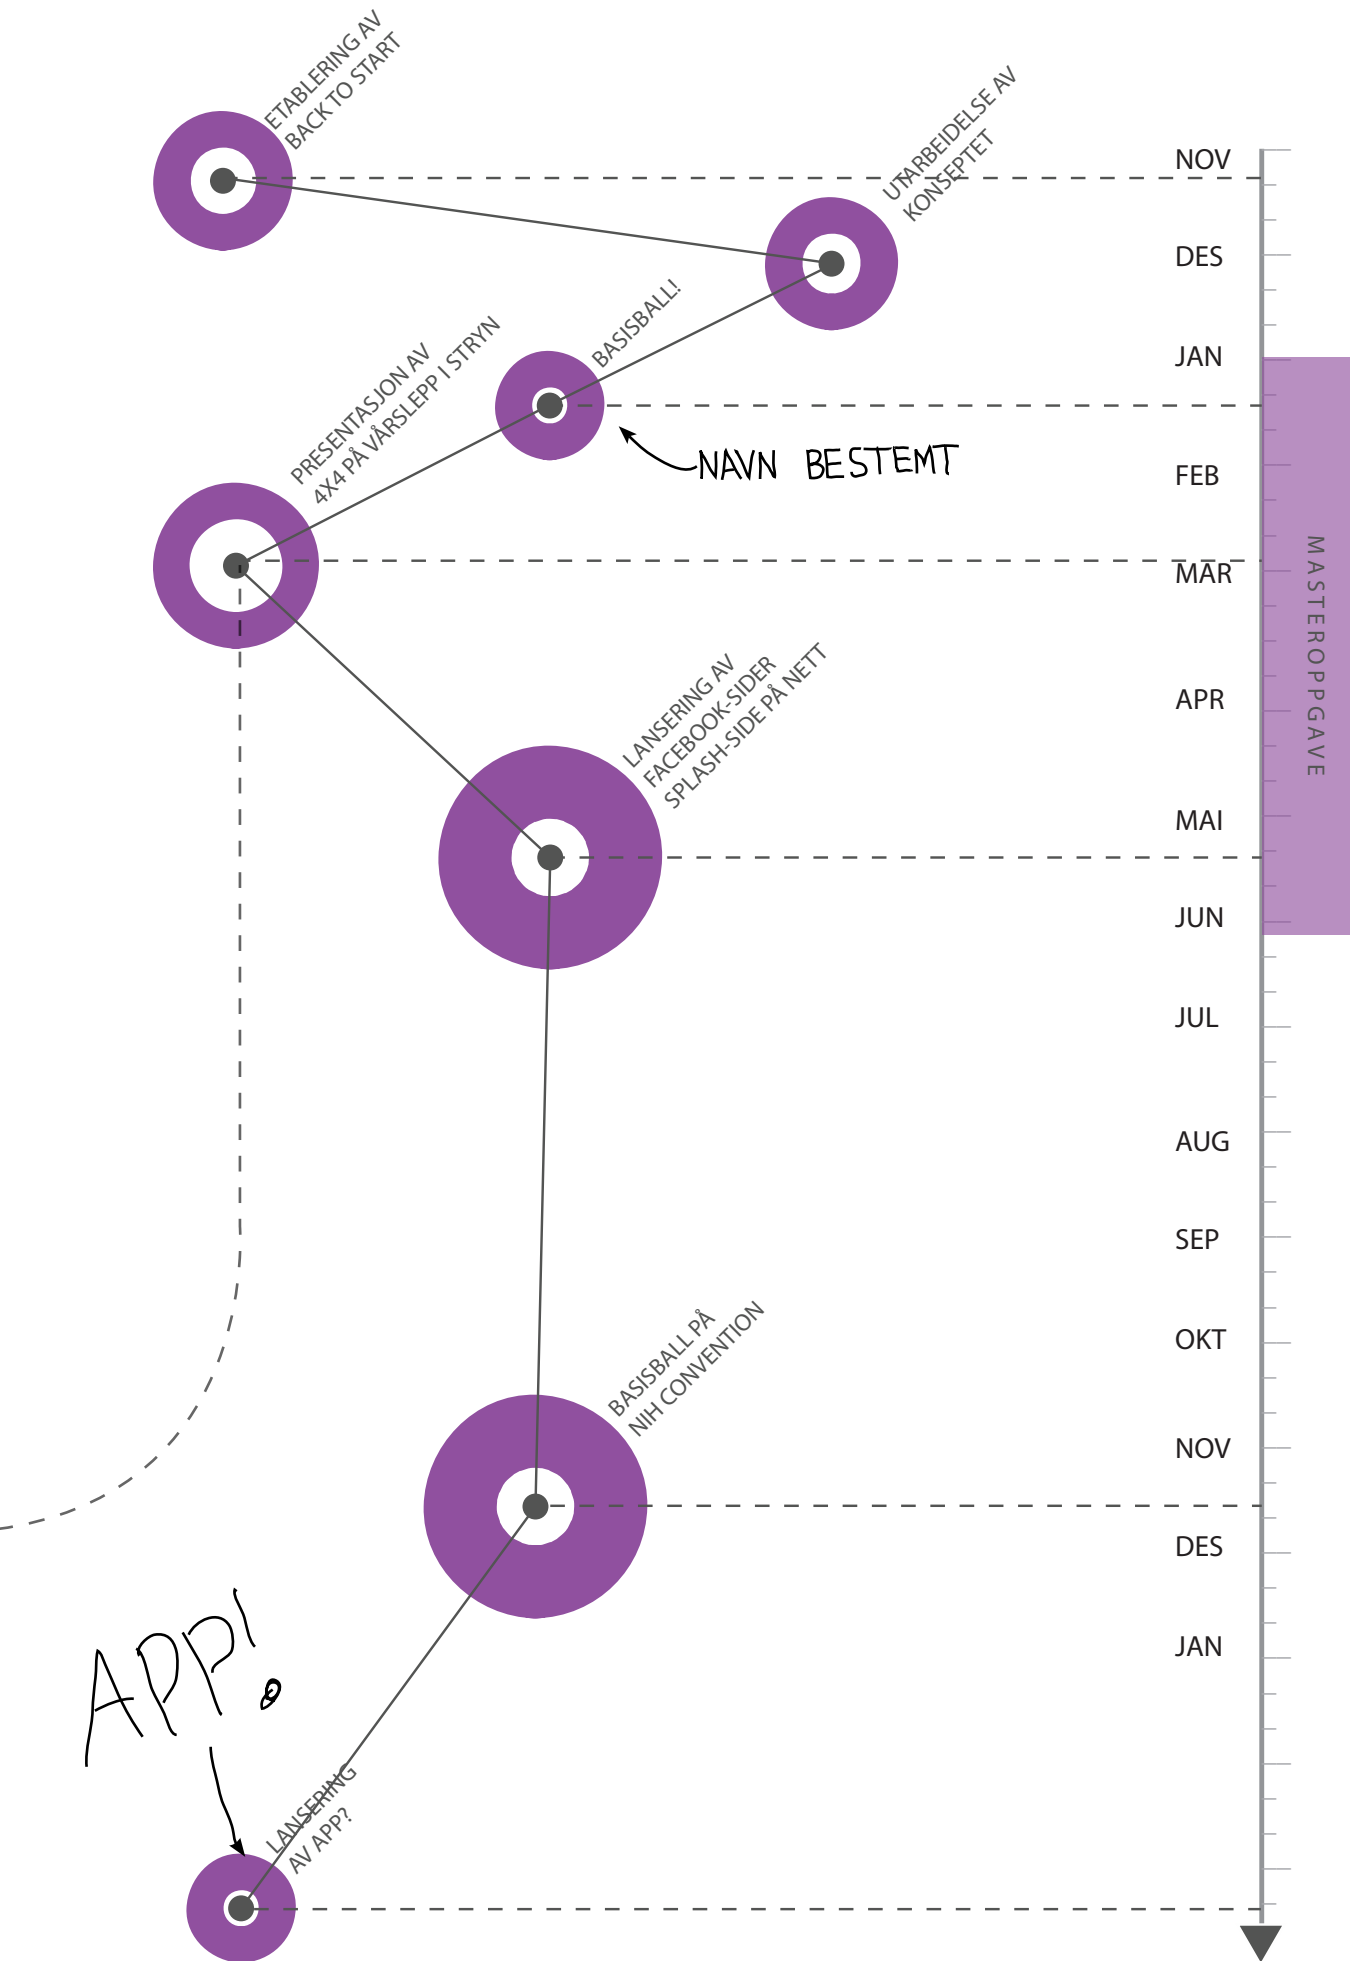 ETABLERING AV
BACK TO START
UTARBEIDELSE AV
KONSEPTET
NOV
DES
BASISBALL!
PRESENTASJON AV
4X4 PÅ VÅRSLEPP I STRYN
JAN
NAVN BESTEMT
FEB
MAR
MASTEROPPGAVE
LANSERING AV
FACEBOOK-SIDER
SPLASH-SIDE PÅ NETT
APR
MAI
JUN
JUL
AUG
SEP
BASISBALL PÅ
NIH CONVENTION
OKT
NOV
DES
JAN
APP!
LANSERING
AV APP?